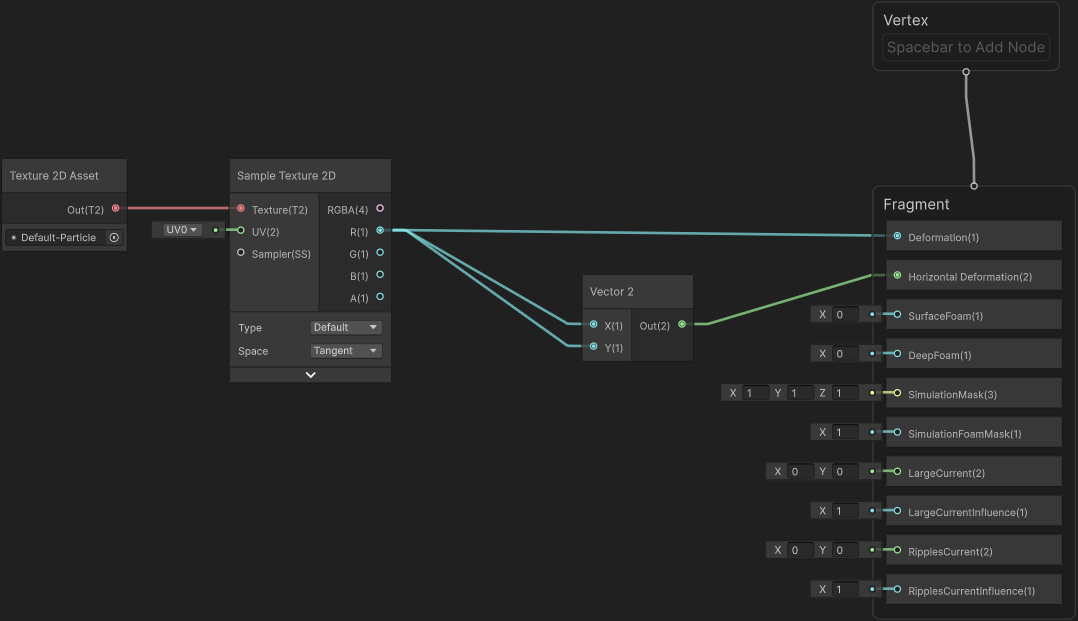 Vertex
Spacebar to Add Node
Texture 2D Asset
Out(T2)
Default-Particle
UV0
Sample Texture 2D
Texture(T2)
RGBA(4)
UV(2)
R(1)
Sampler(SS)
G(1)
B(1)
A(1)
Type Default
Space Tangent
Vector 2
X(1) Out(2)
Y(1)
Fragment
Deformation(1)
Horizontal Deformation(2)
X 0 SurfaceFoam(1)
X 0 DeepFoam(1)
X 1 Y 1 Z 1 SimulationMask(3)
X 1 SimulationFoamMask(1)
X 0 Y 0 LargeCurrent(2)
X 1 LargeCurrentInfluence(1)
X 0 Y 0 RipplesCurrent(2)
X 1 RipplesCurrentInfluence(1)